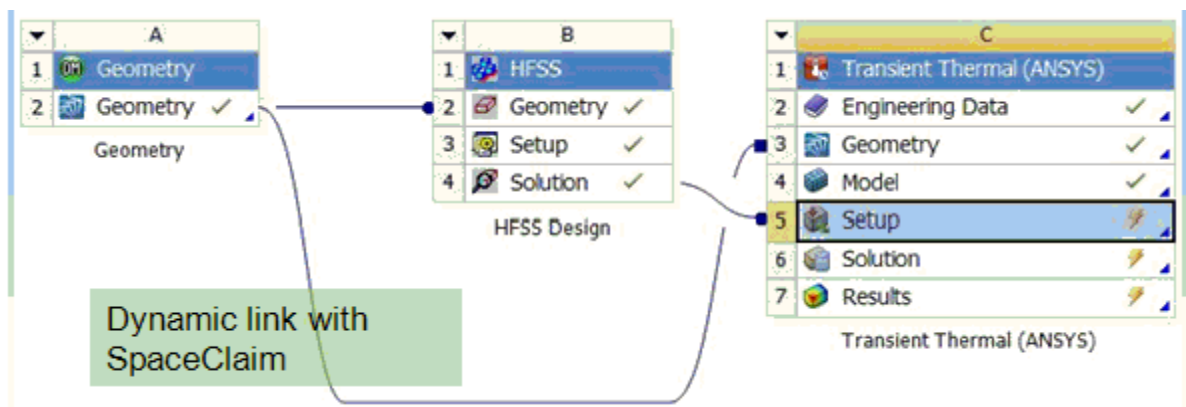 A
1 Geometry
2 Geometry
Geometry
B
1 HFSS
2 Geometry
3 Setup
4 Solution
HFSS Design
C
1 Transient Thermal (ANSYS)
2 Engineering Data
3 Geometry
4 Model
5 Setup
6 Solution
7 Results
Transient Thermal (ANSYS)
Dynamic link with
SpaceClaim